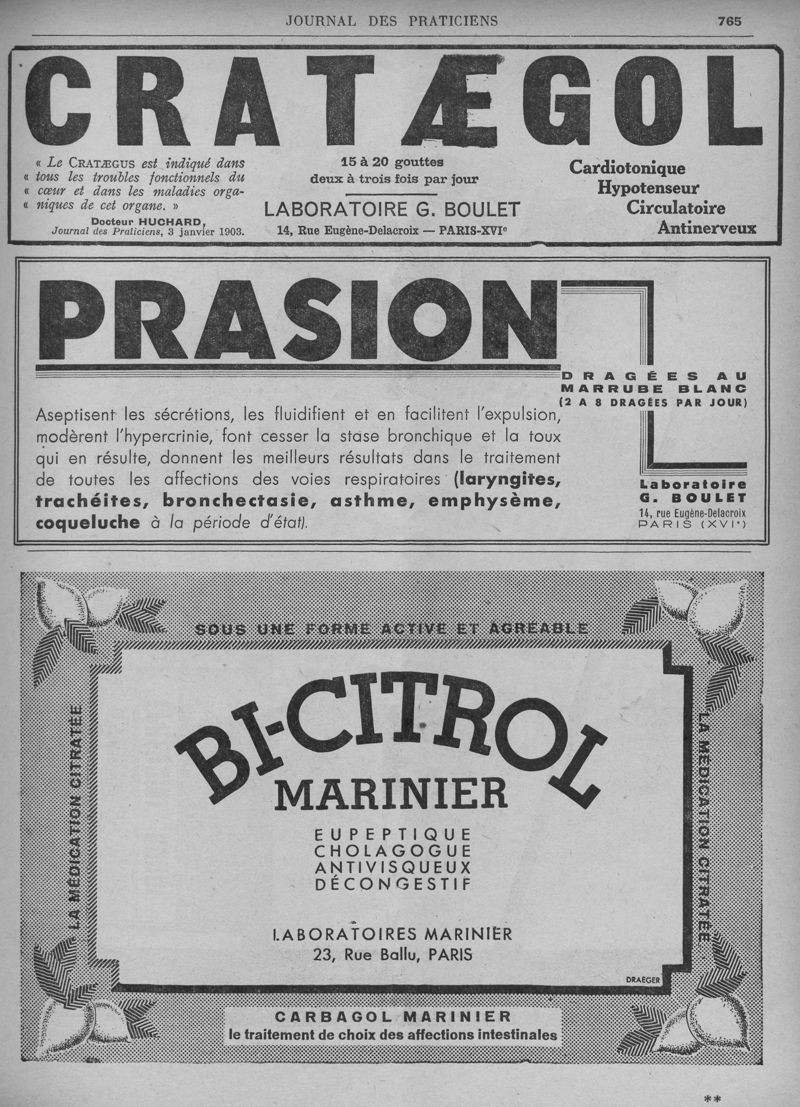 JOURNAL DES PRATICIENS 765
CRATÆGOL
« Le CRATÆGUS est indiqué dans
« tous les troubles fonctionnels du
« cœur et dans les maladies orga-
« niques de cet organe. »
Docteur HUCHARD,
Journal des Praticiens, 3 janvier 1903.
15 à 20 gouttes
deux à trois fois par jour
LABORATOIRE G. BOULET
14, Rue Eugène-Delacroix — PARIS-XVIe
Cardiotonique
Hypotenseur
Circulatoire
Antinerveux
PRASION
DRAGÉES AU
MARRUBE BLANC
(2 A 8 DRAGÉES PAR JOUR)
Aseptisent les sécrétions, les fluidifient et en facilitent l'expulsion,
modèrent l'hypercrinie, font cesser la stase bronchique et la toux
qui en résulte, donnent les meilleurs résultats dans le traitement
de toutes les affections des voies respiratoires (laryngites,
trachéites, bronchectasie, asthme, emphysème,
coqueluche à la période d'état).
Laboratoire
G. BOULET
14, rue Eugène-Delacroix
PARIS (XVIe)
SOUS UNE FORME ACTIVE ET AGRÉABLE
LA MÉDICATION CITRATÉE
BI-CITROL
MARINIER
EUPEPTIQUE
CHOLAGOGUE
ANTIVISQUEUX
DÉCONGESTIF
LABORATOIRES MARINIER
23, Rue Ballu, PARIS
DRAEGER
LA MÉDICATION CITRATÉE
CARBAGOL MARINIER
le traitement de choix des affections intestinales
**